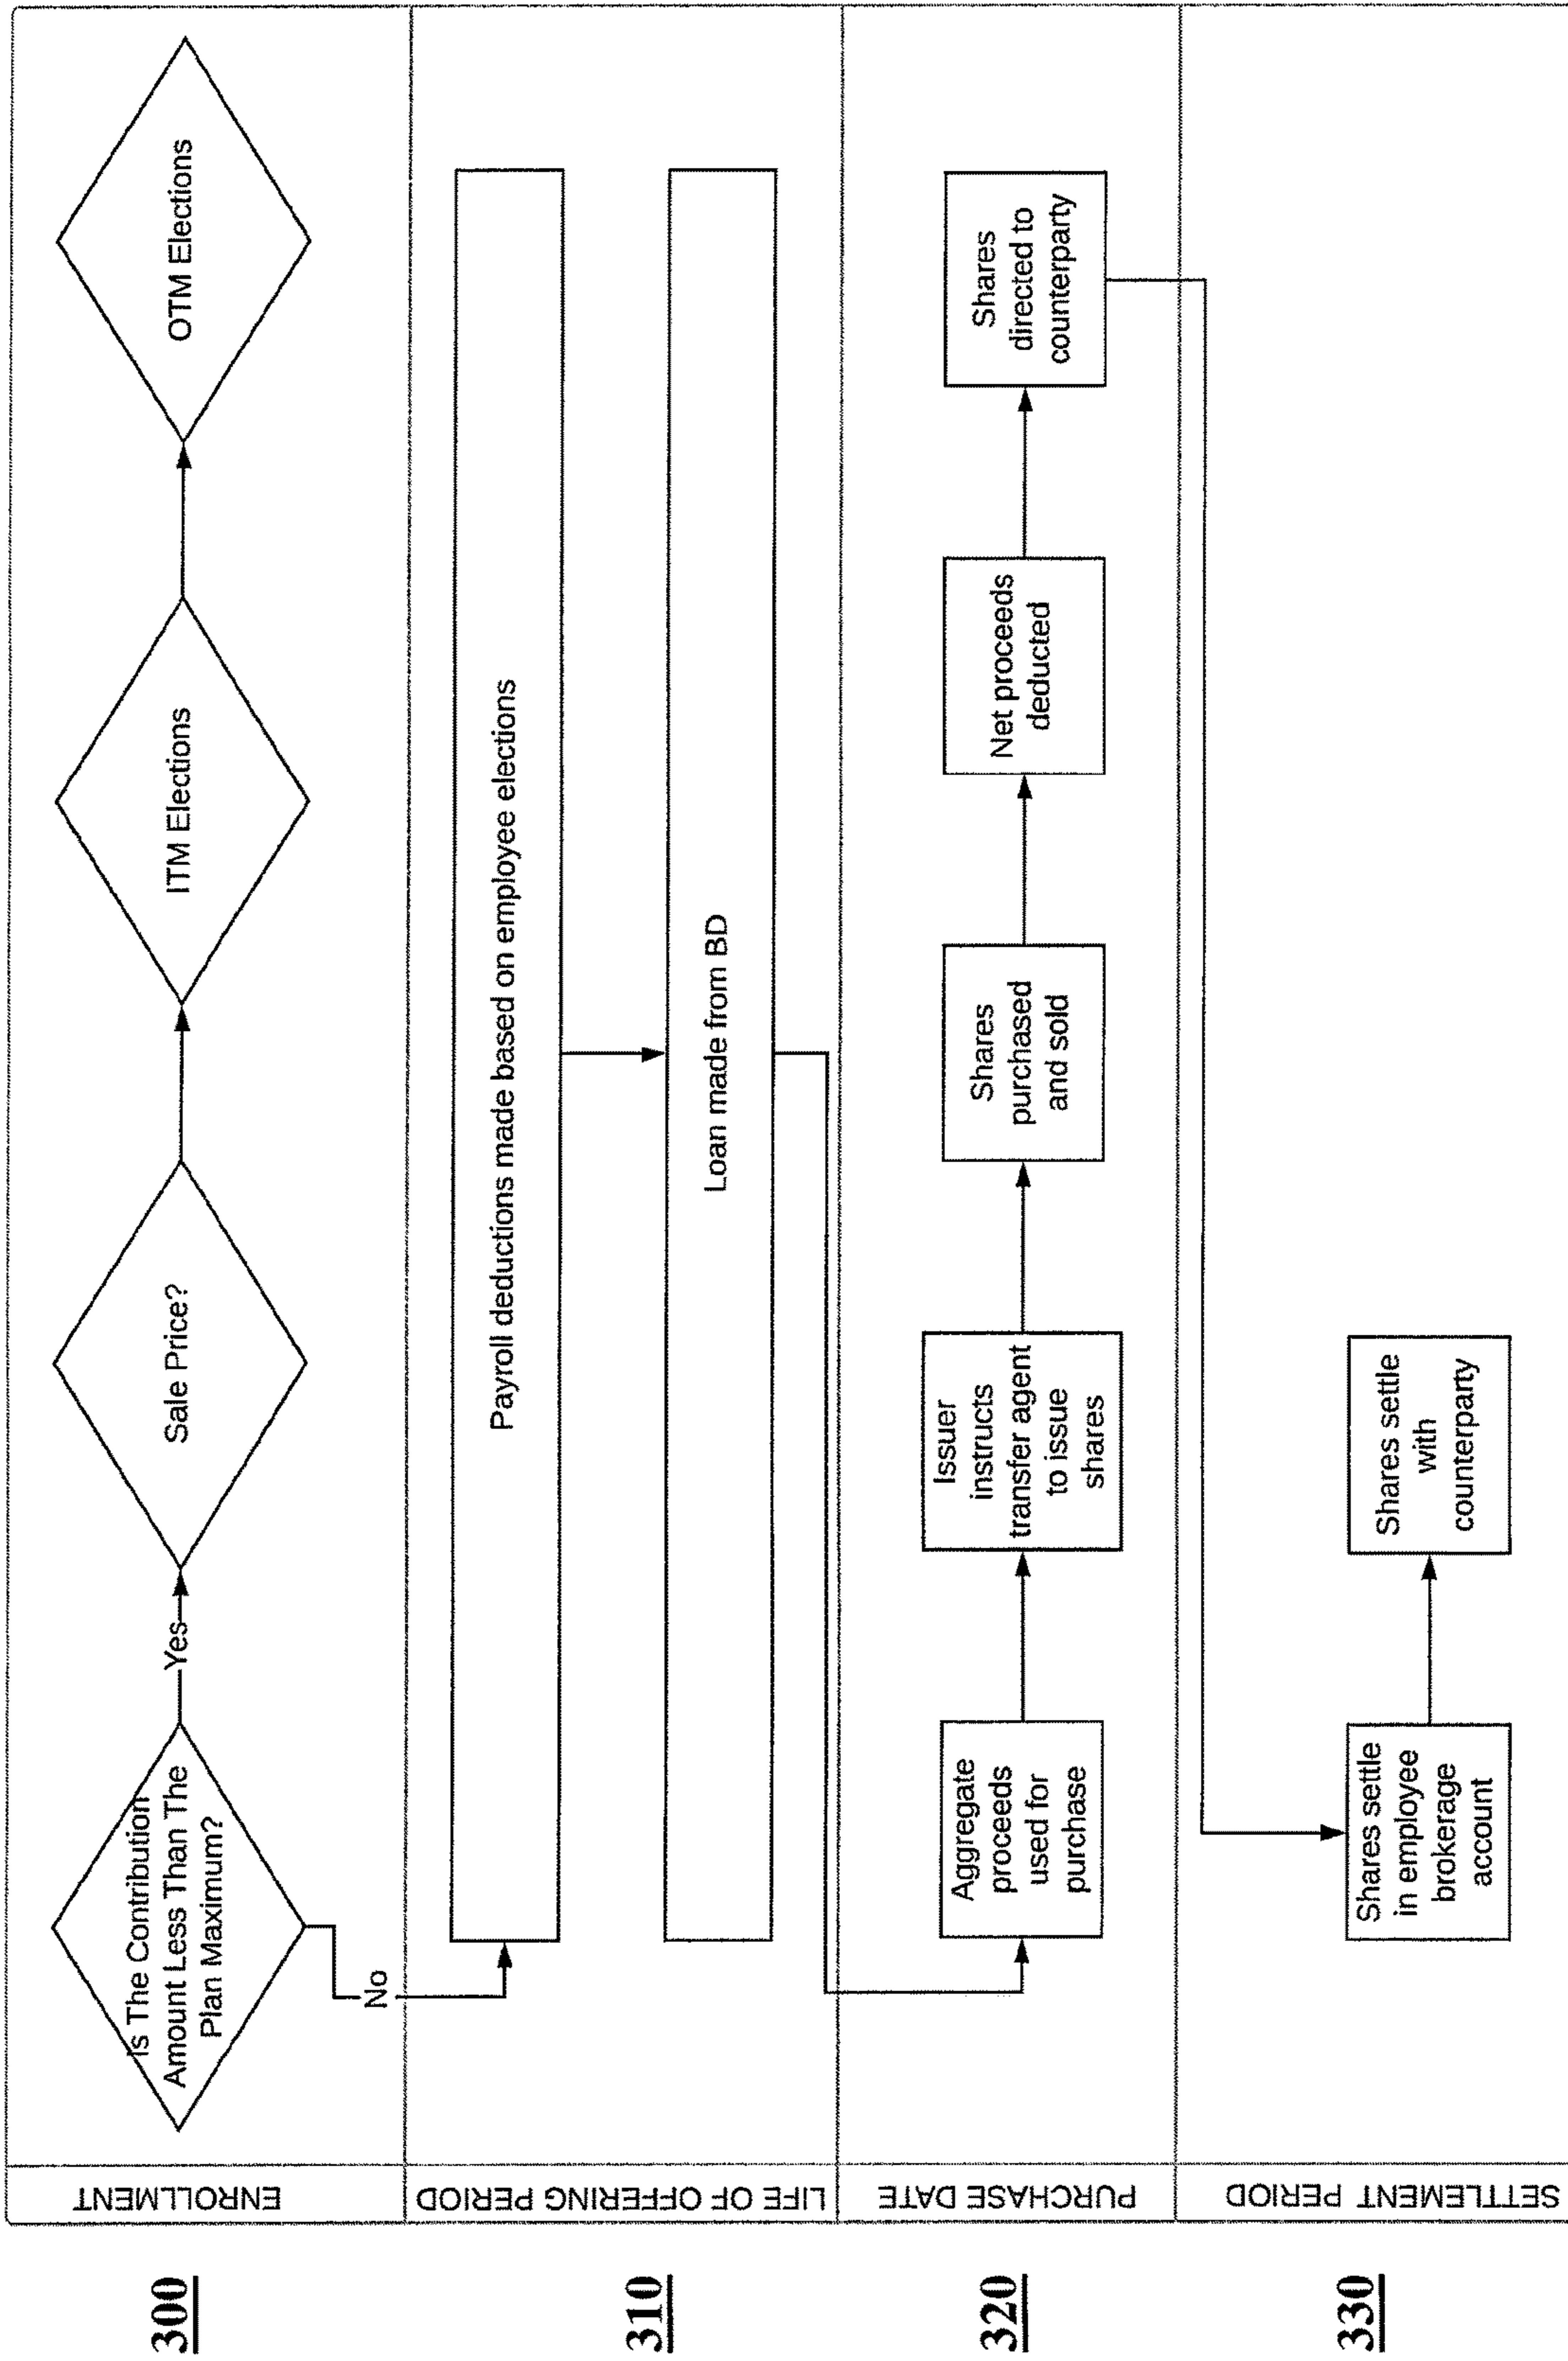 300
ENROLLMENT
Is The Contribution
Amount Less Than The
Plan Maximum?
Yes
No
Sale Price?
ITM Elections
OTM Elections
310
LIFE OF OFFERING PERIOD
Payroll deductions made based on employee elections
Loan made from BD
320
PURCHASE DATE
Aggregate
proceeds
used for
purchase
Issuer
instructs
transfer agent
to issue
shares
Shares
purchased
and sold
Net proceeds
deducted
Shares
directed to
counterparty
330
SETTLEMENT PERIOD
Shares settle
in employee
brokerage
account
Shares settle
with
counterparty